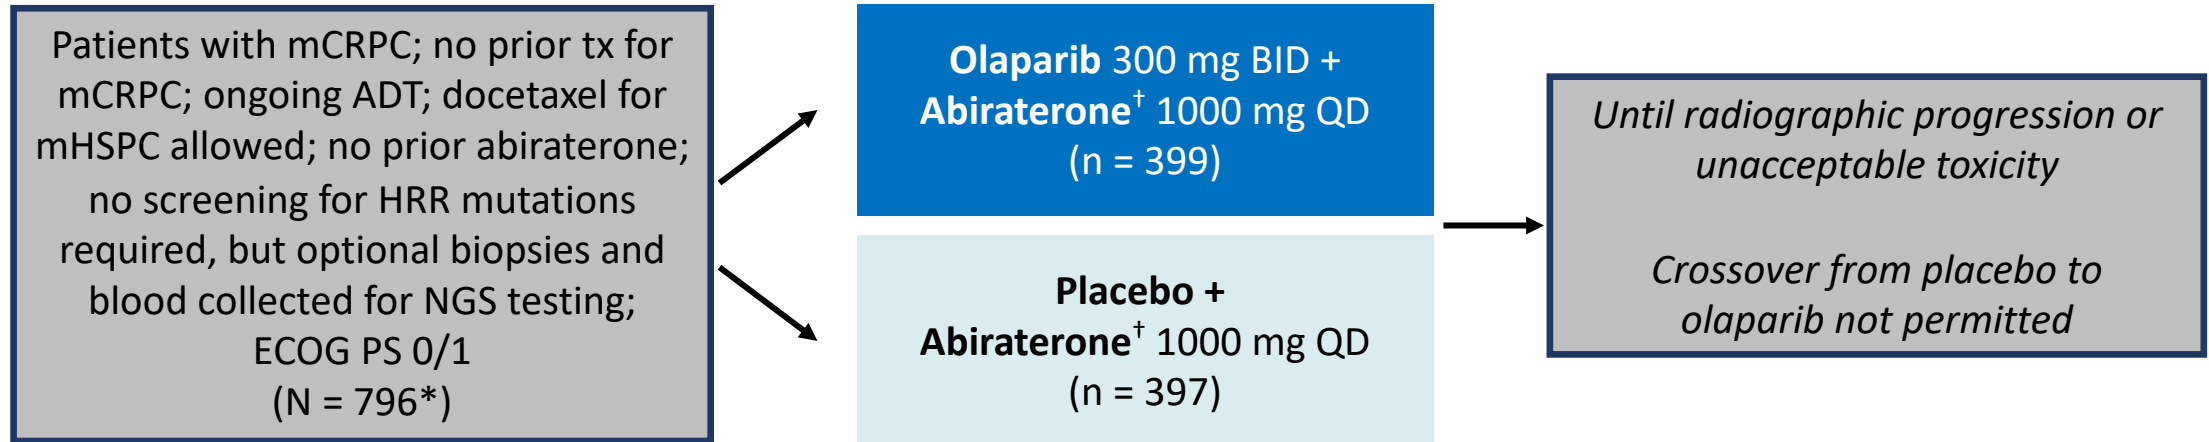 Patients with mCRPC; no prior tx for
mCRPC; ongoing ADT; docetaxel for
mHSPC allowed; no prior abiraterone;
no screening for HRR mutations
required, but optional biopsies and
blood collected for NGS testing;
ECOG PS 0/1
(N = 796*)
Olaparib 300 mg BID +
Abiraterone† 1000 mg QD
(n = 399)
Placebo +
Abiraterone† 1000 mg QD
(n = 397)
Until radiographic progression or
unacceptable toxicity
Crossover from placebo to
olaparib not permitted